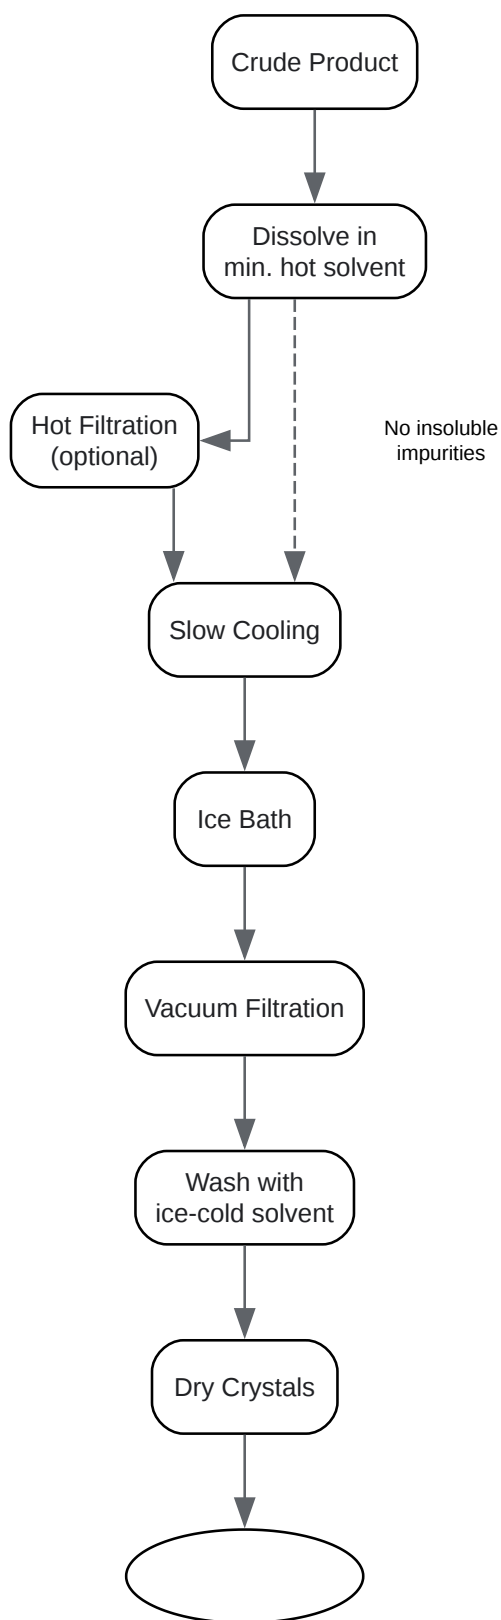 Crude Product
Dissolve in
min. hot solvent
Hot Filtration
(optional)
No insoluble
impurities
Slow Cooling
Ice Bath
Vacuum Filtration
Wash with
ice-cold solvent
Dry Crystals